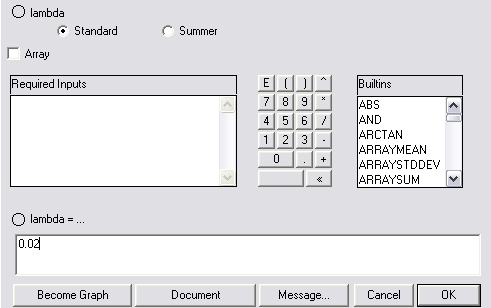 lambda
Standard Summer
Array
Required Inputs
E ( ) ^
7 8 9 *
4 5 6 /
1 2 3 -
0 . +
«
Builtins
ABS
AND
ARCTAN
ARRAYMEAN
ARRAYSTDDEV
ARRAYSUM
lambda = ...
0.02
Become Graph Document Message... Cancel OK